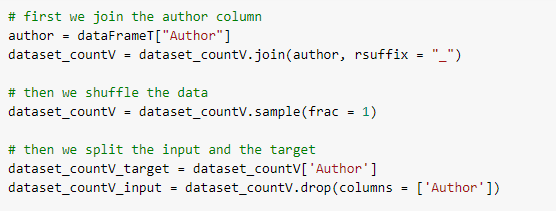 # first we join the author column
author = dataFrameT["Author"]
dataset_countV = dataset_countV.join(author, rsuffix = "_")
# then we shuffle the data
dataset_countV = dataset_countV.sample(frac = 1)
# then we split the input and the target
dataset_countV_target = dataset_countV['Author']
dataset_countV_input = dataset_countV.drop(columns = ['Author'])